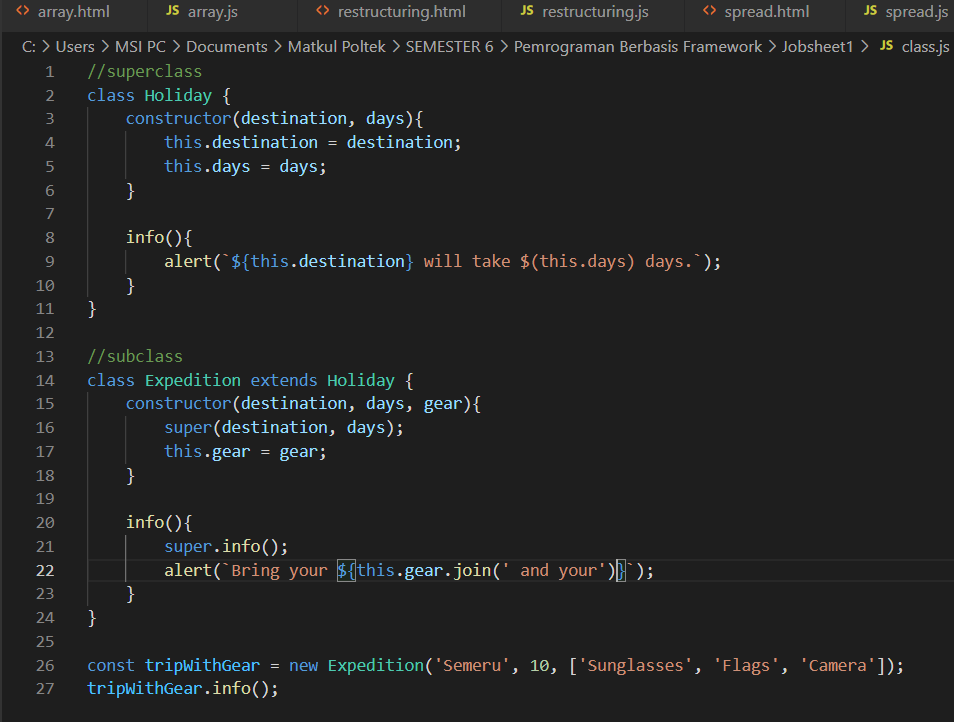 <> array.html JS array.js <> restructuring.html JS restructuring.js <> spread.html JS spread.js
C: > Users > MSI PC > Documents > Matkul Poltek > SEMESTER 6 > Pemrograman Berbasis Framework > Jobsheet1 > JS class.js
1 //superclass
2 class Holiday {
3     constructor(destination, days){
4         this.destination = destination;
5         this.days = days;
6     }
7
8     info(){
9         alert(`${this.destination} will take $(this.days) days.`);
10     }
11 }
12
13 //subclass
14 class Expedition extends Holiday {
15     constructor(destination, days, gear){
16         super(destination, days);
17         this.gear = gear;
18     }
19
20     info(){
21         super.info();
22         alert(`Bring your ${this.gear.join(' and your')}`);
23     }
24 }
25
26 const tripWithGear = new Expedition('Semeru', 10, ['Sunglasses', 'Flags', 'Camera']);
27 tripWithGear.info();